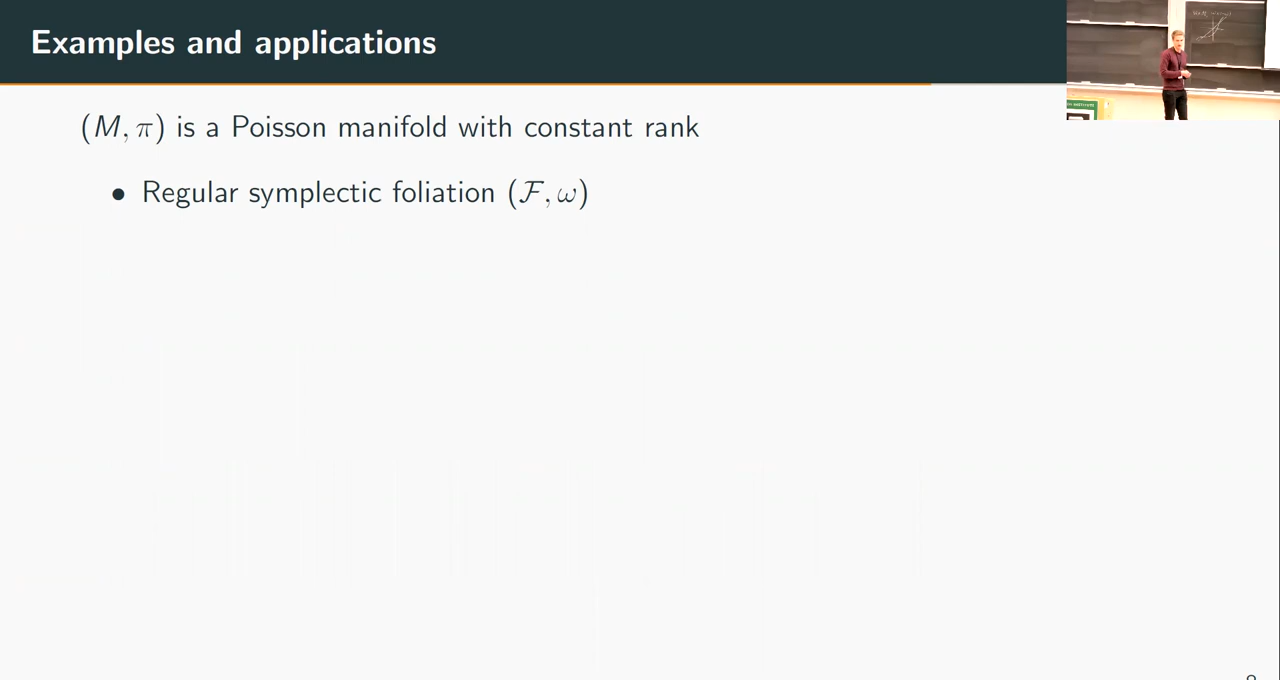 Examples and applications
(M, π) is a Poisson manifold with constant rank
• Regular symplectic foliation (ℱ, ω)